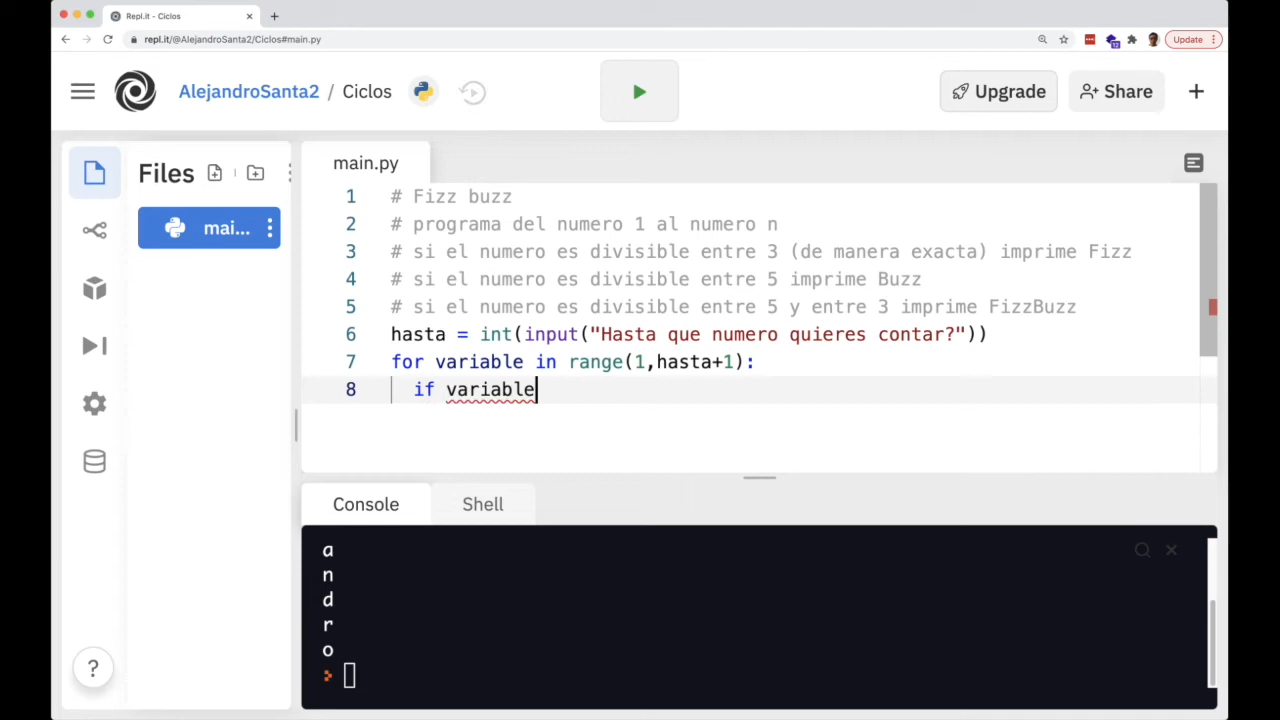 Repl.it - Ciclos
repl.it/@AlejandroSanta2/Ciclos#main.py
12
Update
AlejandroSanta2 / Ciclos
Upgrade
Share
Files
mai...
main.py
1 # Fizz buzz
2 # programa del numero 1 al numero n
3 # si el numero es divisible entre 3 (de manera exacta) imprime Fizz
4 # si el numero es divisible entre 5 imprime Buzz
5 # si el numero es divisible entre 5 y entre 3 imprime FizzBuzz
6 hasta = int(input("Hasta que numero quieres contar?"))
7 for variable in range(1,hasta+1):
8 if variable
Console
Shell
a
n
d
r
o
>
?